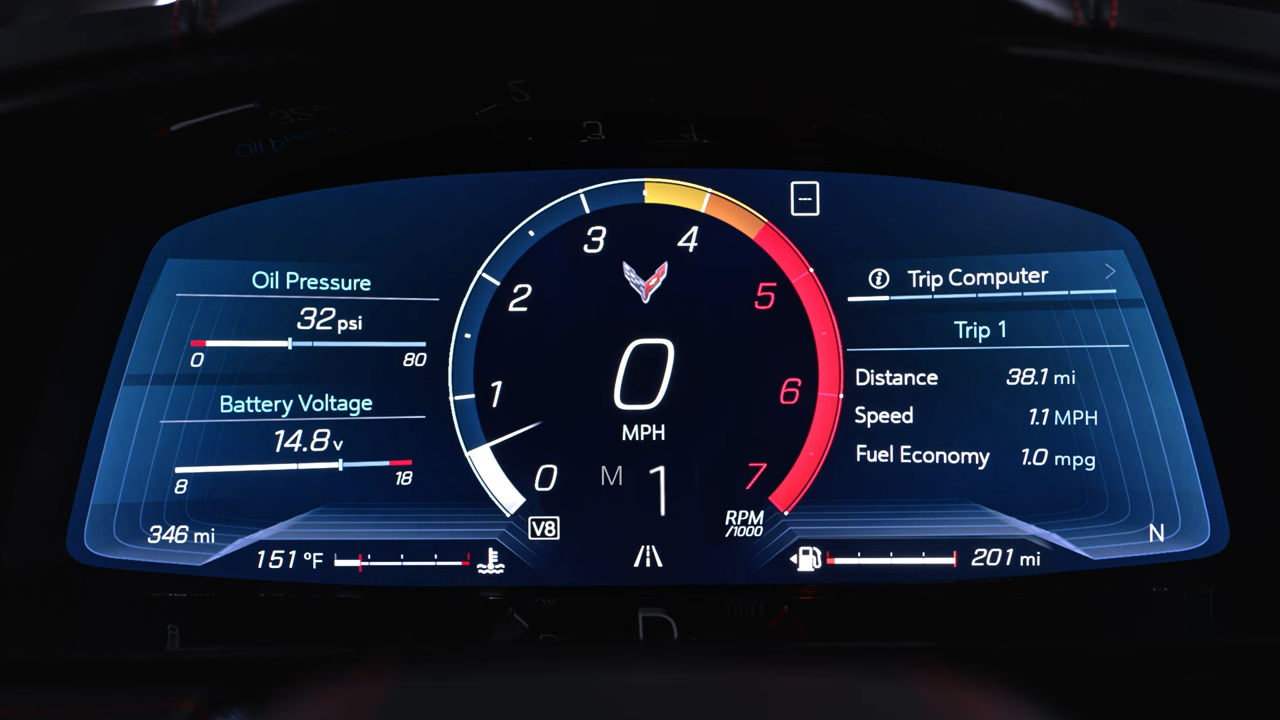 Oil Pressure
32 psi
0 80
Battery Voltage
14.8 v
8 18
346 mi
151 °F
0
1
2
3
4
5
6
7
0
MPH
M 1
V8
RPM
/1000
---
Trip Computer
Trip 1
Distance 38.1 mi
Speed 1.1 MPH
Fuel Economy 1.0 mpg
N
201 mi